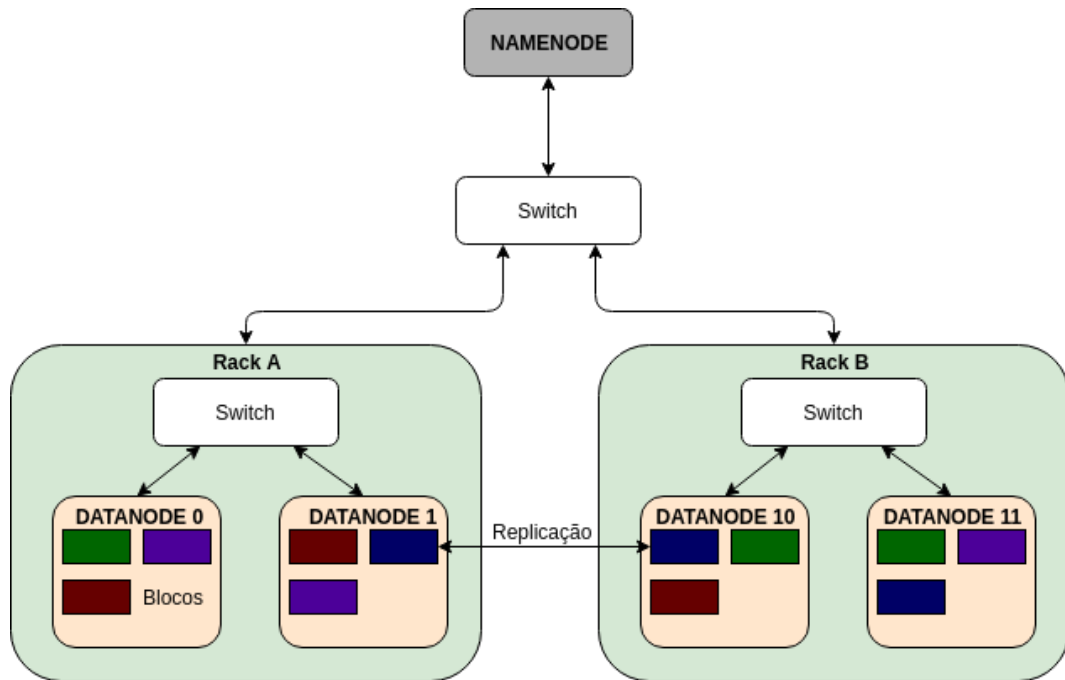 NAMENODE
Switch
Rack A
Rack B
Switch
Switch
DATANODE 0
DATANODE 1
DATANODE 10
DATANODE 11
Replicação
Blocos